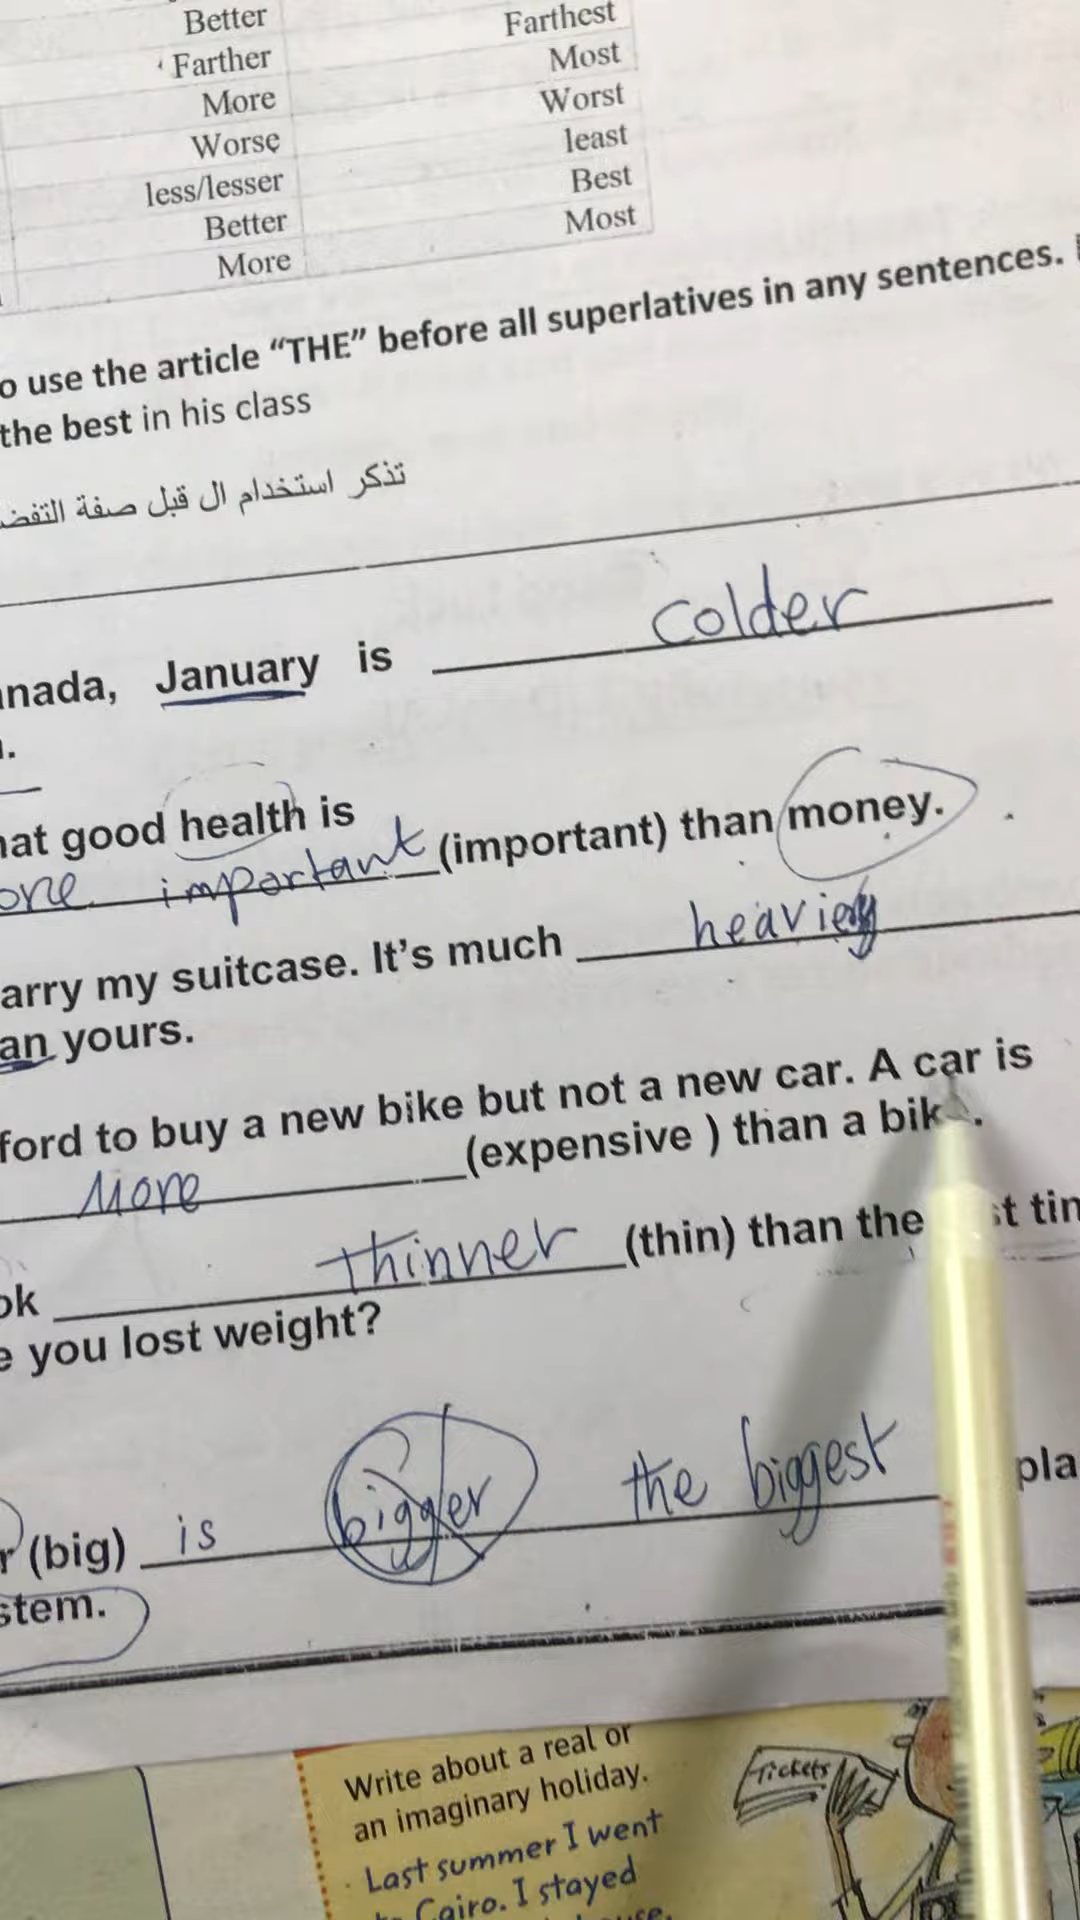 Better Farthest
Farther Most
More Worst
Worse least
less/lesser Best
Better Most
More
o use the article “THE” before all superlatives in any sentences.
the best in his class
تذكر استخدام ال قبل صفة التفض
nada, January is colder
hat good health is
ore important (important) than money.
arry my suitcase. It’s much heavier
an yours.
ford to buy a new bike but not a new car. A car is
More (expensive ) than a bik .
ok thinner (thin) than the st tim
e you lost weight?
r (big) is bigger the biggest pla
stem.
Write about a real or
an imaginary holiday.
Tickets
Last summer I went
to Cairo. I stayed